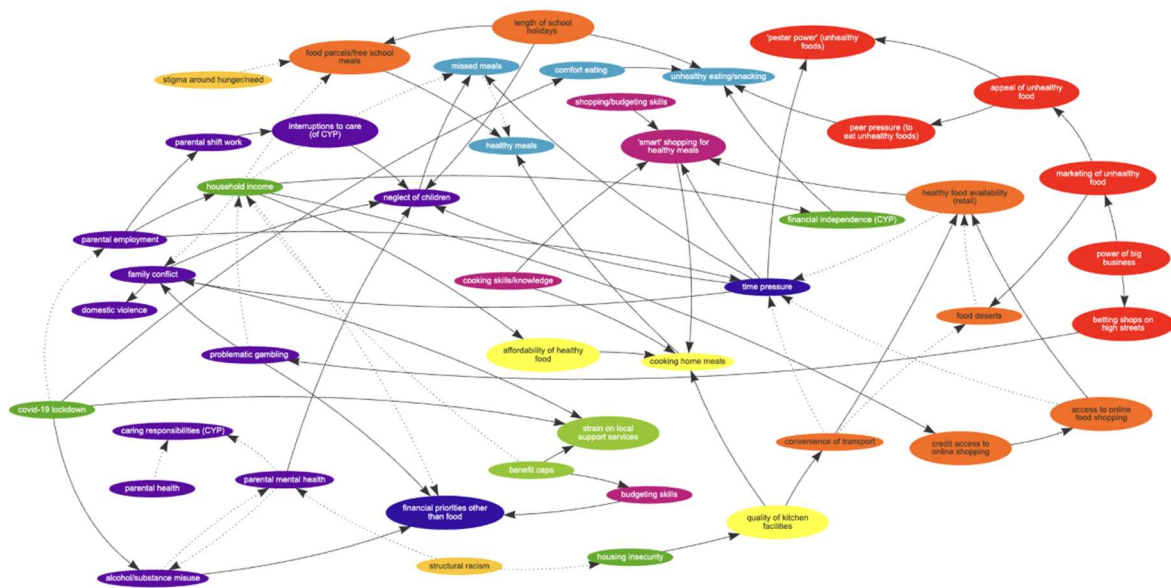 length of school
holidays
'pester power' (unhealthy
foods)
food parcels/free school
meals
missed meals
comfort eating
unhealthy eating/snacking
stigma around hunger/need
appeal of unhealthy
food
shopping/budgeting skills
interruptions to care
(of CYP)
peer pressure (to
eat unhealthy foods)
parental shift work
healthy meals
'smart' shopping for
healthy meals
marketing of unhealthy
food
household income
neglect of children
healthy food availability
(retail)
financial independence (CYP)
parental employment
power of big
business
family conflict
cooking skills/knowledge
time pressure
domestic violence
food deserts
betting shops on
high streets
problematic gambling
affordability of healthy
food
cooking home meals
covid-19 lockdown
access to online
food shopping
caring responsibilities (CYP)
strain on local
support services
convenience of transport
credit access to
online shopping
benefit caps
parental mental health
parental health
budgeting skills
financial priorities other
than food
quality of kitchen
facilities
housing insecurity
structural racism
alcohol/substance misuse